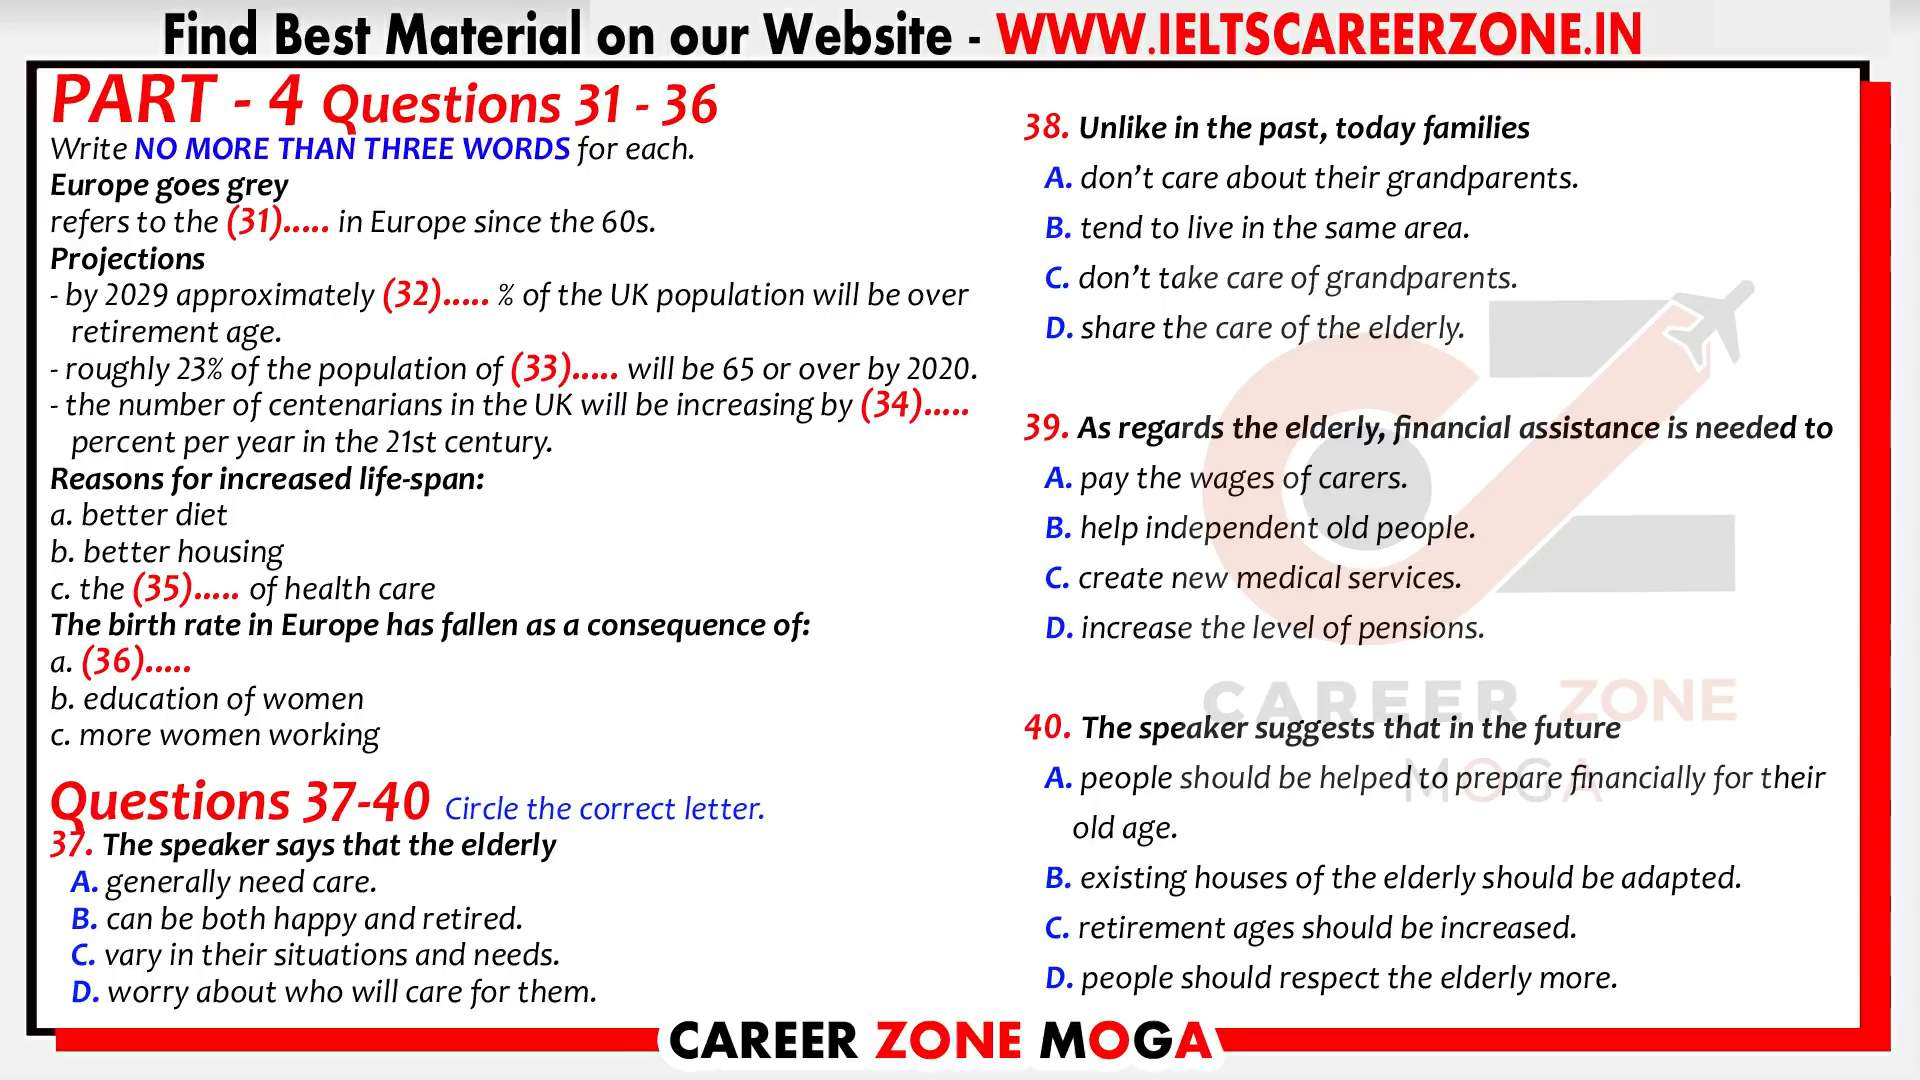 Find Best Material on our Website - WWW.IELTSCAREERZONE.IN
PART - 4 Questions 31 - 36
Write NO MORE THAN THREE WORDS for each.
Europe goes grey
refers to the (31)..... in Europe since the 60s.
Projections
- by 2029 approximately (32)..... % of the UK population will be over
retirement age.
- roughly 23% of the population of (33)..... will be 65 or over by 2020.
- the number of centenarians in the UK will be increasing by (34).....
percent per year in the 21st century.
Reasons for increased life-span:
a. better diet
b. better housing
c. the (35)..... of health care
The birth rate in Europe has fallen as a consequence of:
a. (36).....
b. education of women
c. more women working
Questions 37-40 Circle the correct letter.
37. The speaker says that the elderly
A. generally need care.
B. can be both happy and retired.
C. vary in their situations and needs.
D. worry about who will care for them.
38. Unlike in the past, today families
A. don't care about their grandparents.
B. tend to live in the same area.
C. don't take care of grandparents.
D. share the care of the elderly.
39. As regards the elderly, financial assistance is needed to
A. pay the wages of carers.
B. help independent old people.
C. create new medical services.
D. increase the level of pensions.
40. The speaker suggests that in the future
A. people should be helped to prepare financially for their
old age.
B. existing houses of the elderly should be adapted.
C. retirement ages should be increased.
D. people should respect the elderly more.
CAREER ZONE
MOGA
CAREER ZONE MOGA